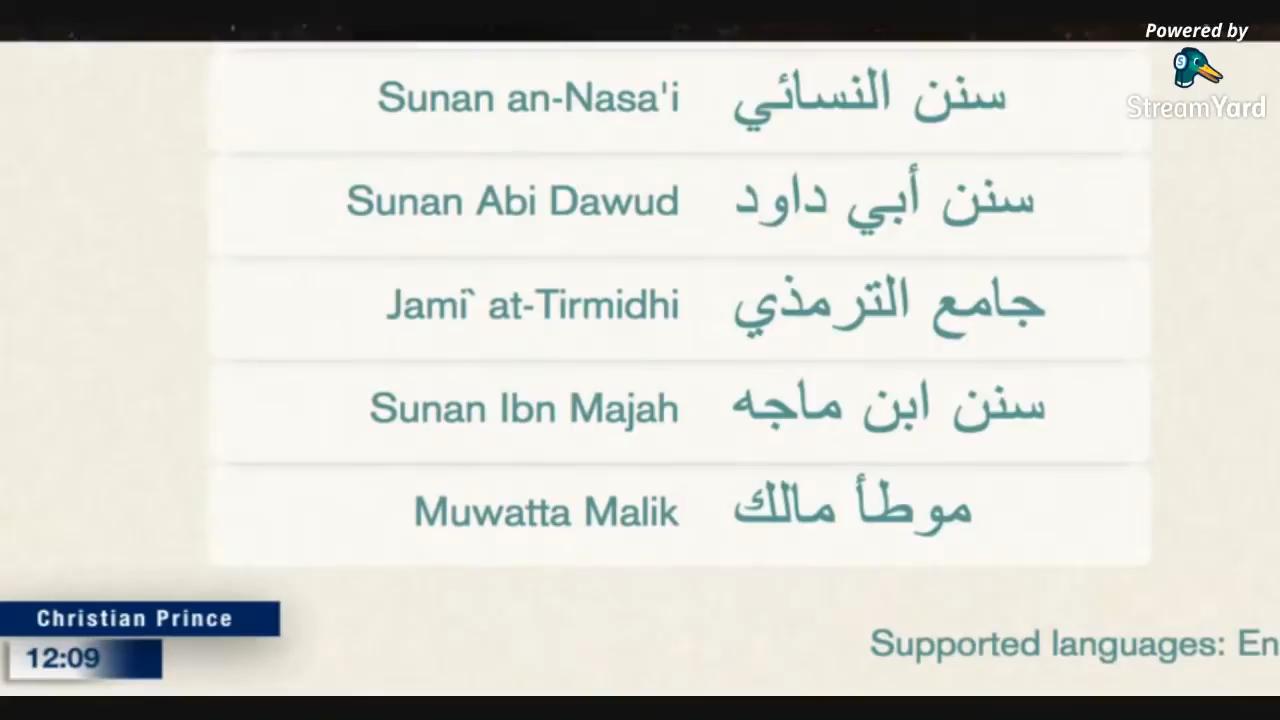 Powered by
StreamYard
Sunan an-Nasa'i سنن النسائي
Sunan Abi Dawud سنن أبي داود
Jami` at-Tirmidhi جامع الترمذي
Sunan Ibn Majah سنن ابن ماجه
Muwatta Malik موطأ مالك
Christian Prince
12:09
Supported languages: En